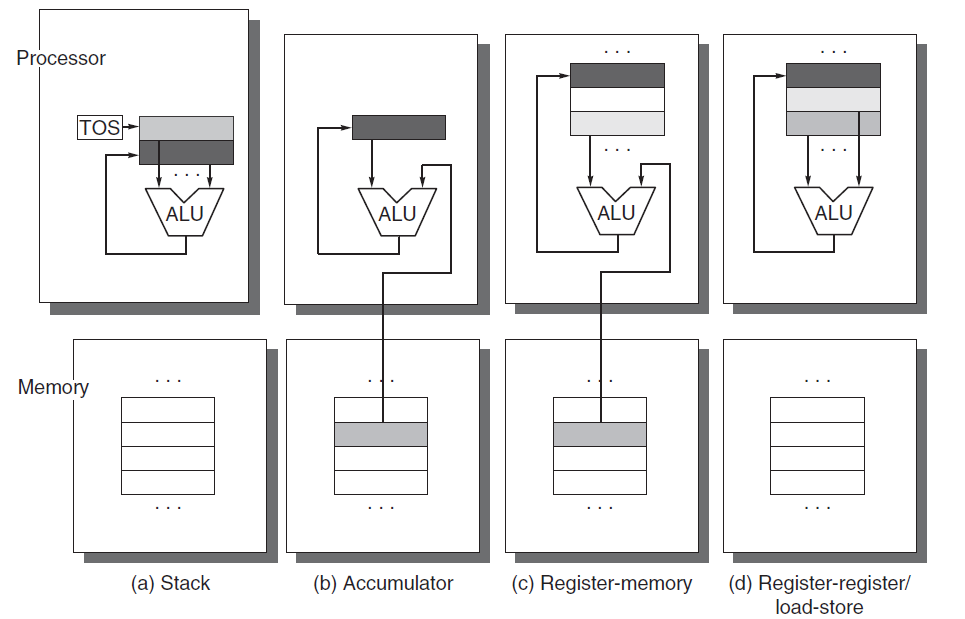 Processor
TOS
. . .
ALU
ALU
. . .
. . .
ALU
. . .
. . .
ALU
Memory
. . .
. . .
. . .
. . .
. . .
. . .
. . .
. . .
(a) Stack
(b) Accumulator
(c) Register-memory
(d) Register-register/
load-store